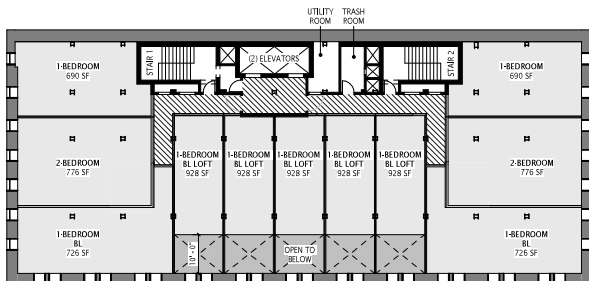 UTILITY
ROOM
TRASH
ROOM
1-BEDROOM
690 SF
STAIR 1
(2) ELEVATORS
STAIR 2
1-BEDROOM
690 SF
2-BEDROOM
776 SF
1-BEDROOM
BL LOFT
928 SF
1-BEDROOM
BL LOFT
928 SF
1-BEDROOM
BL LOFT
928 SF
1-BEDROOM
BL LOFT
928 SF
1-BEDROOM
BL LOFT
928 SF
2-BEDROOM
776 SF
1-BEDROOM
BL
726 SF
10'-0"
OPEN TO
BELOW
1-BEDROOM
BL
726 SF